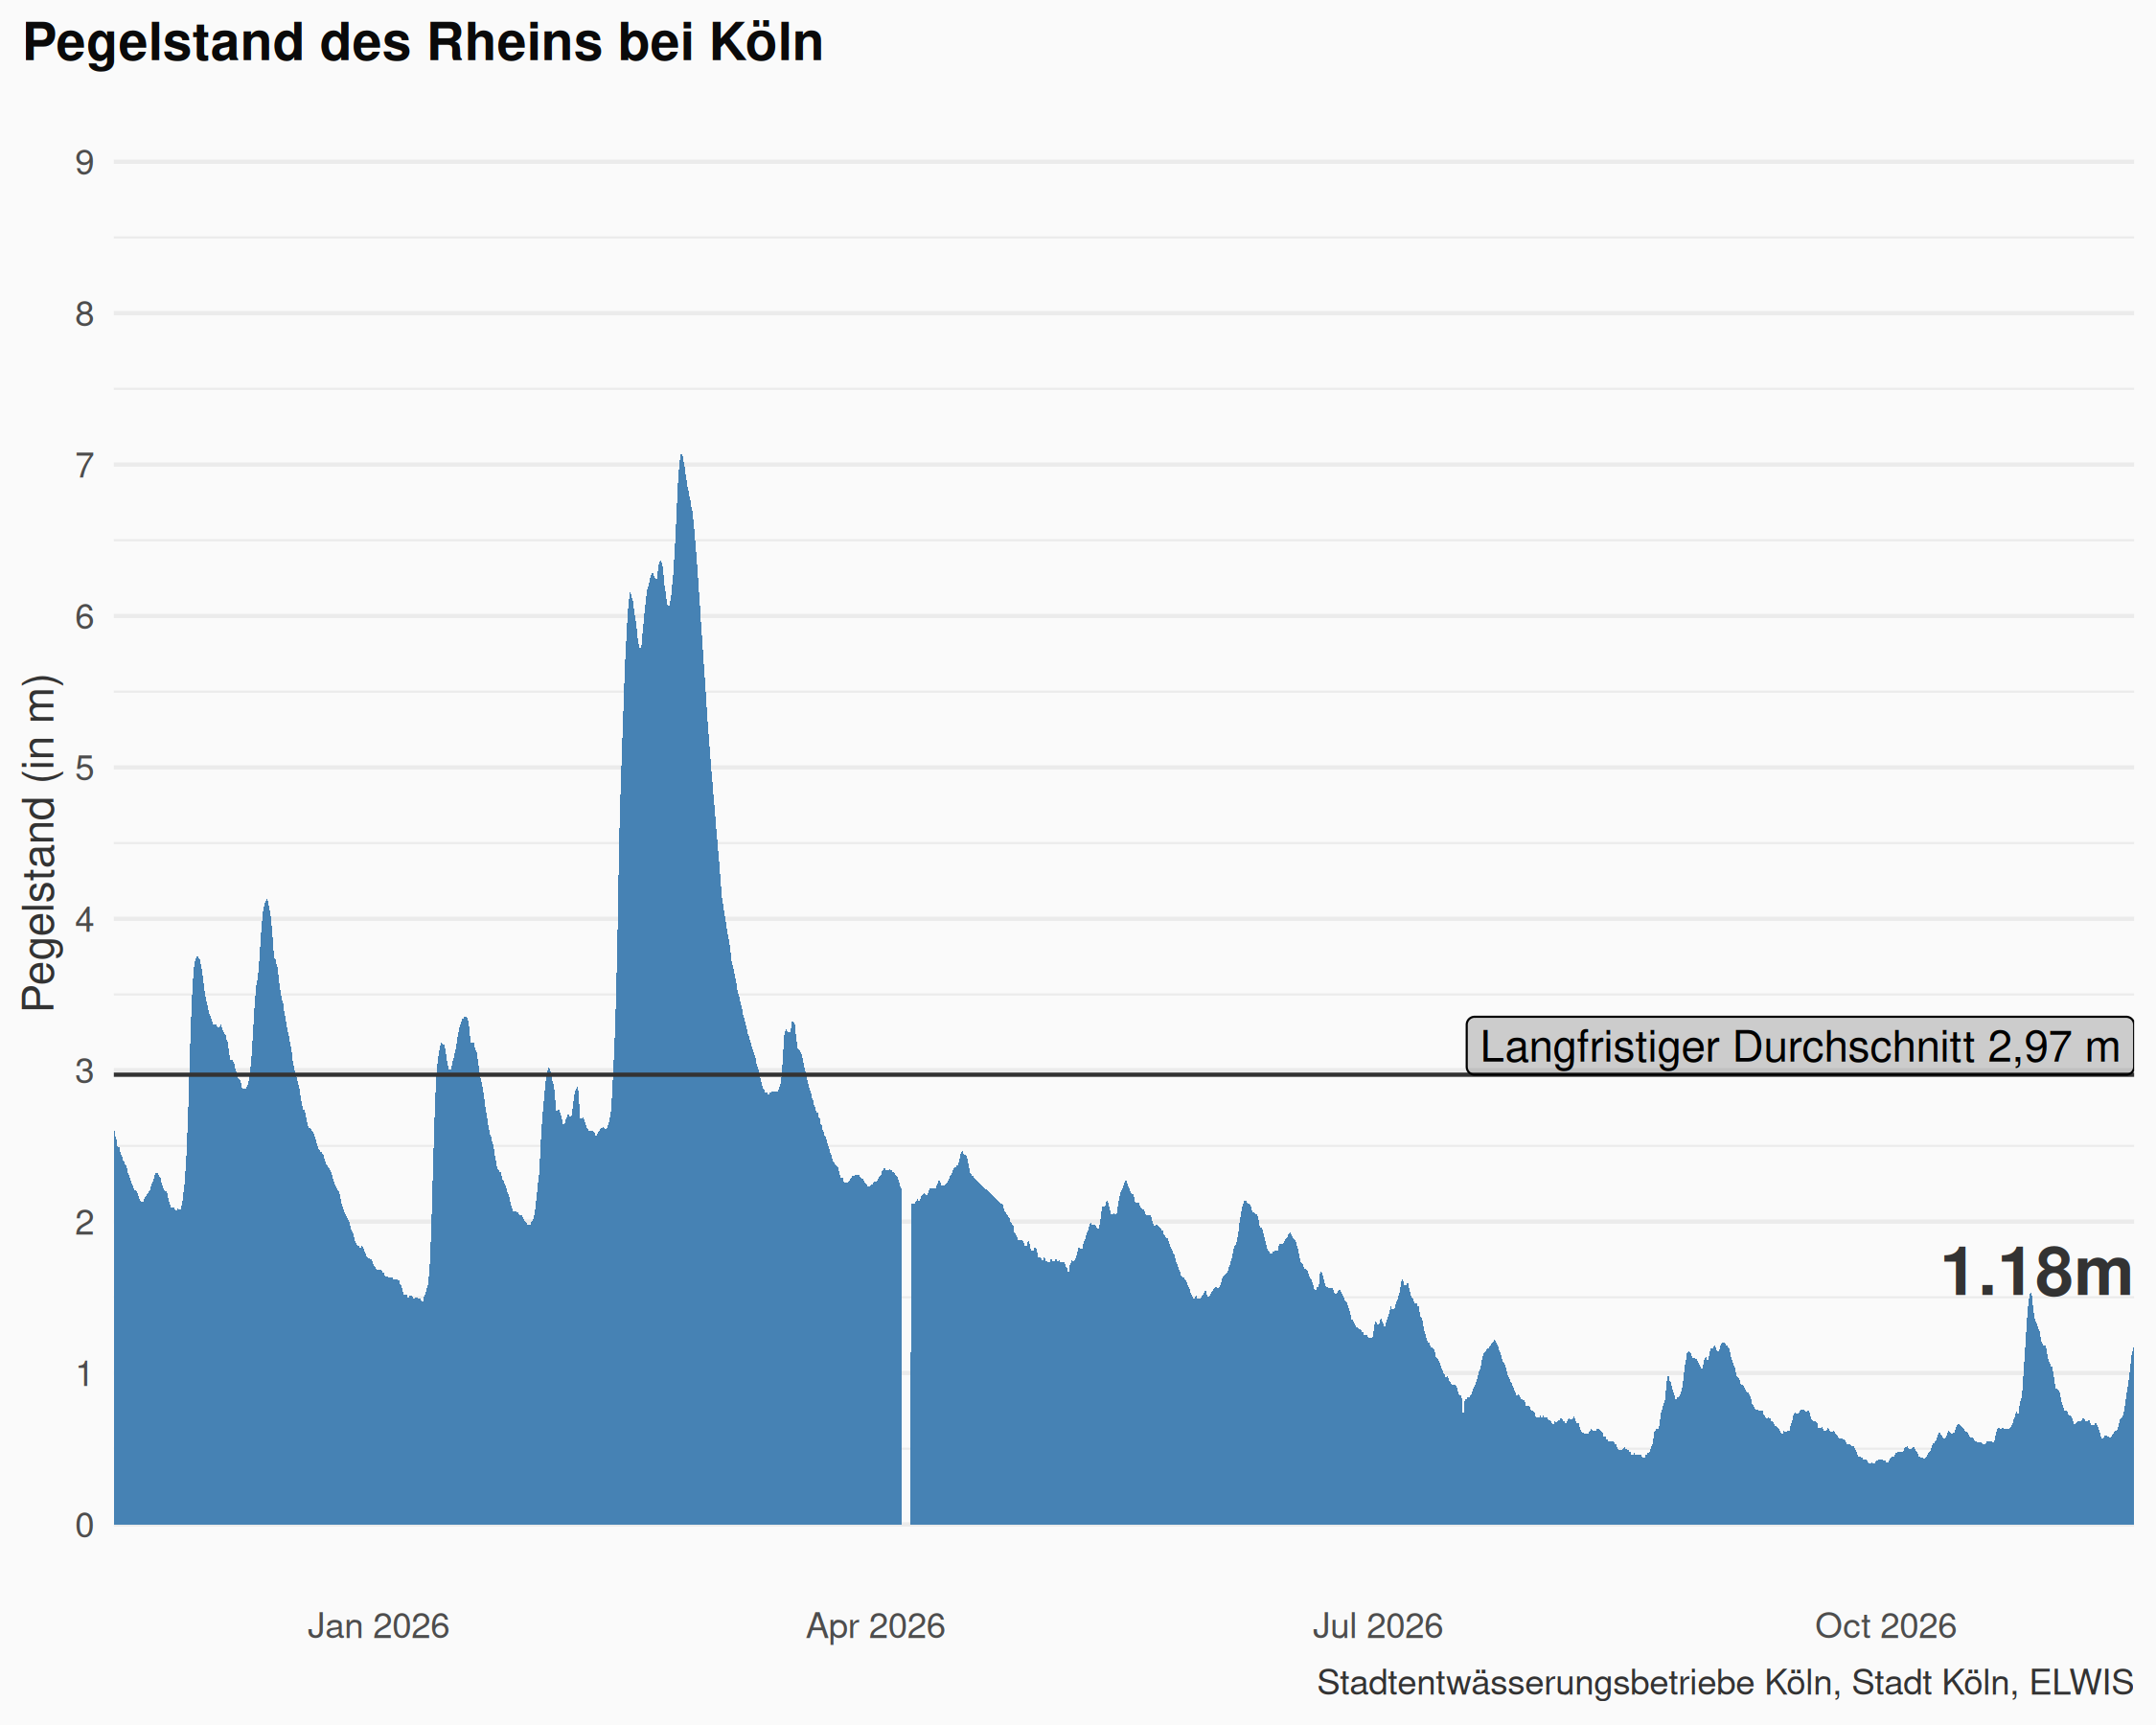 Pegelstand des Rheins bei Köln
9
8
7
6
5
4
3
2
1
0
Pegelstand (in m)
Langfristiger Durchschnitt 2,97 m
1.18m
Jan 2026
Apr 2026
Jul 2026
Oct 2026
Stadtentwässerungsbetriebe Köln, Stadt Köln, ELWIS